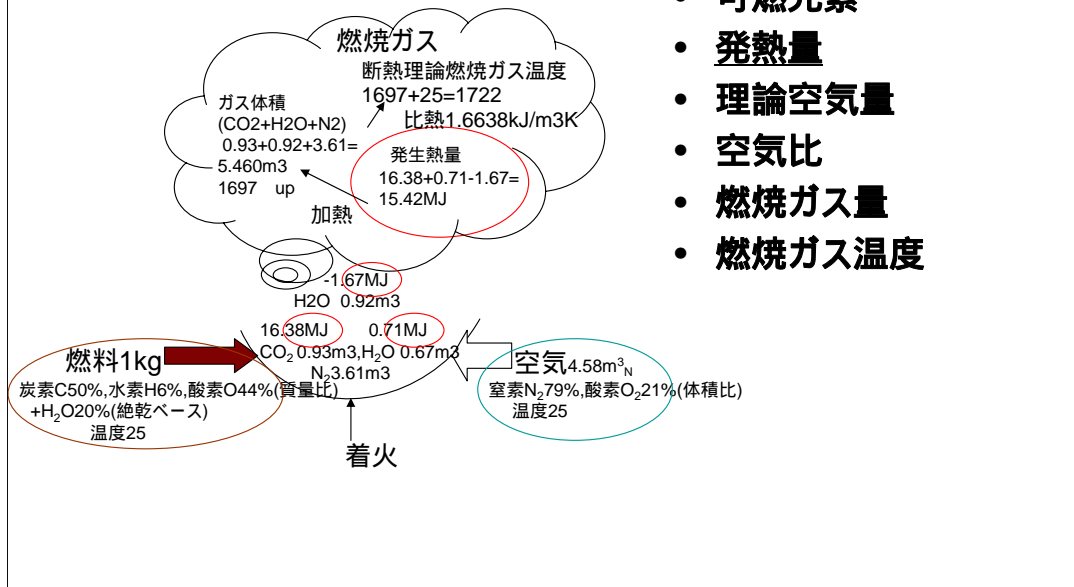 燃焼ガス
断熱理論燃焼ガス温度
1697+25=1722
比熱1.6638kJ/m3K
ガス体積
(CO2+H2O+N2)
0.93+0.92+3.61=
5.460m3
1697 up
発生熱量
16.38+0.71-1.67=
15.42MJ
加熱
-1.67MJ
H2O 0.92m3
16.38MJ 0.71MJ
CO2 0.93m3,H2O 0.67m3
N23.61m3
燃料1kg
炭素C50%,水素H6%,酸素O44%(質量比)
+H2O20%(絶乾ベース)
温度25
空気4.58m3N
窒素N279%,酸素O221%(体積比)
温度25
着火
• 可燃元素
• 発熱量
• 理論空気量
• 空気比
• 燃焼ガス量
• 燃焼ガス温度